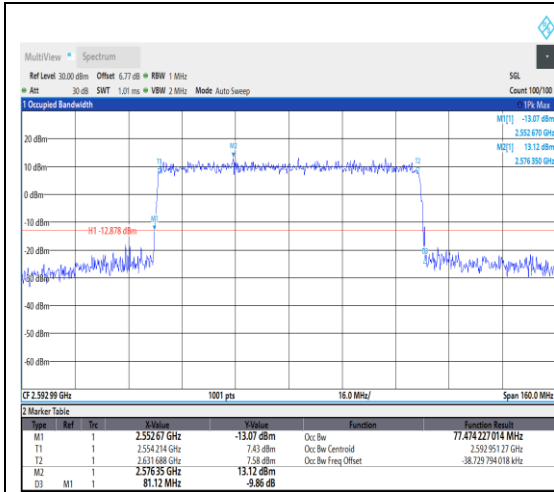 MultiView Spectrum
Ref Level 30.00 dBm Offset 6.77 dB RBW 1 MHz SGL
Att 30 dB SWT 1.01 ms VBW 2 MHz Mode Auto Sweep Count 100/100
1 Occupied Bandwidth 1Pk Max
M1[1] -13.07 dBm
2.552 670 GHz
M2[1] 13.12 dBm
2.576 350 GHz
20 dBm
M2
T1 T2
10 dBm
0 dBm
-10 dBm
M1
H1 -12.878 dBm
-20 dBm
D3
-30 dBm
-40 dBm
-50 dBm
-60 dBm
CF 2.592 99 GHz 1001 pts 16.0 MHz/ Span 160.0 MHz
2 Marker Table
Type Ref Trc X-Value Y-Value Function Function Result
M1 1 2.552 67 GHz -13.07 dBm Occ Bw 77.474 227 014 MHz
T1 1 2.554 214 GHz 7.43 dBm Occ Bw Centroid 2.592 951 27 GHz
T2 1 2.631 688 GHz 7.58 dBm Occ Bw Freq Offset -38.729 794 018 kHz
M2 1 2.576 35 GHz 13.12 dBm
D3 M1 1 81.12 MHz -9.86 dB